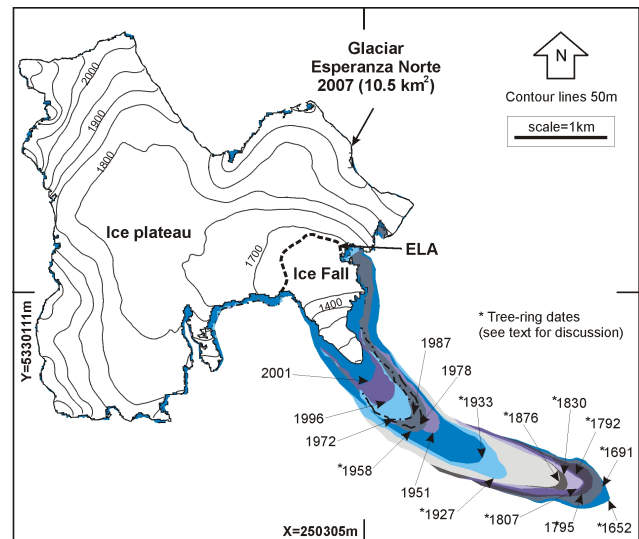 Glaciar
Esperanza Norte
2007 (10.5 km²)
N
Contour lines 50m
scale=1km
2000
1900
1800
Ice plateau
1700
ELA
Ice Fall
1400
Y=5330111m
* Tree-ring dates
(see text for discussion)
1987
1978
2001
*1933
*1830
*1876
*1792
1996
*1691
1972
*1958
1951
*1927
*1807
1795
*1652
X=250305m